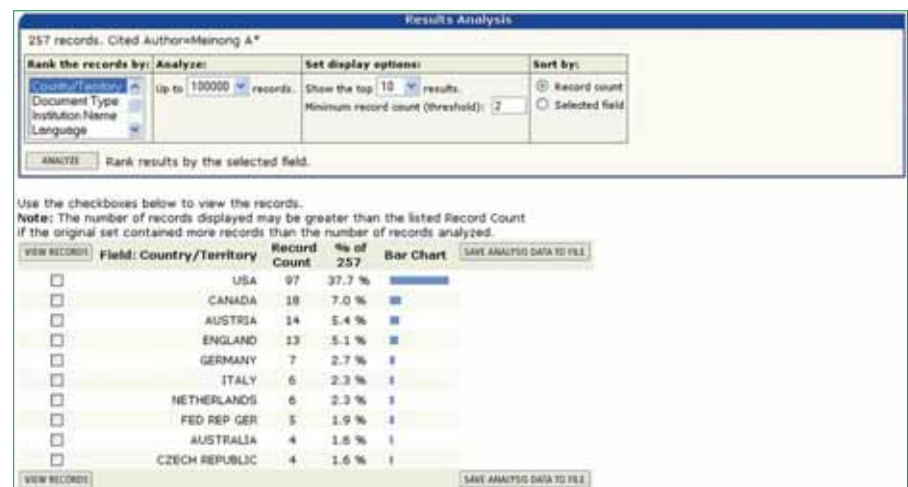 Results Analysis
257 records. Cited Author=Meinong A*
Rank the records by: Analyze: Set display options: Sort by:
Country/Territory
Document Type
Institution Name
Language
Up to 100000 records.
Show the top 10 results.
Minimum record count (threshold): 2
Record count
Selected field
ANALYZE Rank results by the selected field.
Use the checkboxes below to view the records.
Note: The number of records displayed may be greater than the listed Record Count
if the original set contained more records than the number of records analyzed.
VIEW RECORDS Field: Country/Territory Record Count % of 257 Bar Chart SAVE ANALYSIS DATA TO FILE
USA 97 37.7 %
CANADA 18 7.0 %
AUSTRIA 14 5.4 %
ENGLAND 13 5.1 %
GERMANY 7 2.7 %
ITALY 6 2.3 %
NETHERLANDS 6 2.3 %
FED REP GER 5 1.9 %
AUSTRALIA 4 1.6 %
CZECH REPUBLIC 4 1.6 %
VIEW RECORDS SAVE ANALYSIS DATA TO FILE